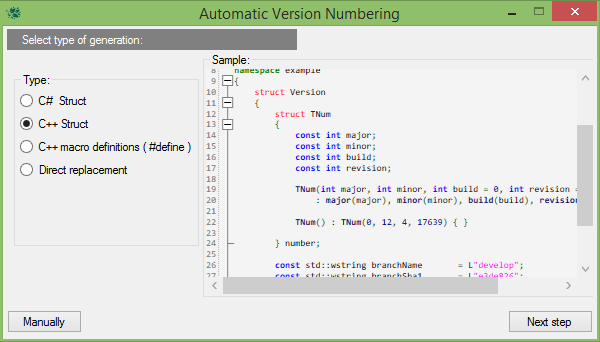 Automatic Version Numbering
Select type of generation:
Type:
C# Struct
C++ Struct
C++ macro definitions ( #define )
Direct replacement
Sample:
8 namespace example
9 {
10 struct Version
11 {
12 struct TNum
13 {
14 const int major;
15 const int minor;
16 const int build;
17 const int revision;
18
19 TNum(int major, int minor, int build = 0, int revision =
20 : major(major), minor(minor), build(build), revision
21
22 TNum() : TNum(0, 12, 4, 17639) { }
23
24 } number;
25
26 const std::wstring branchName = L"develop";
27 const std::wstring branchSha1 = L"e3de826";
Manually
Next step